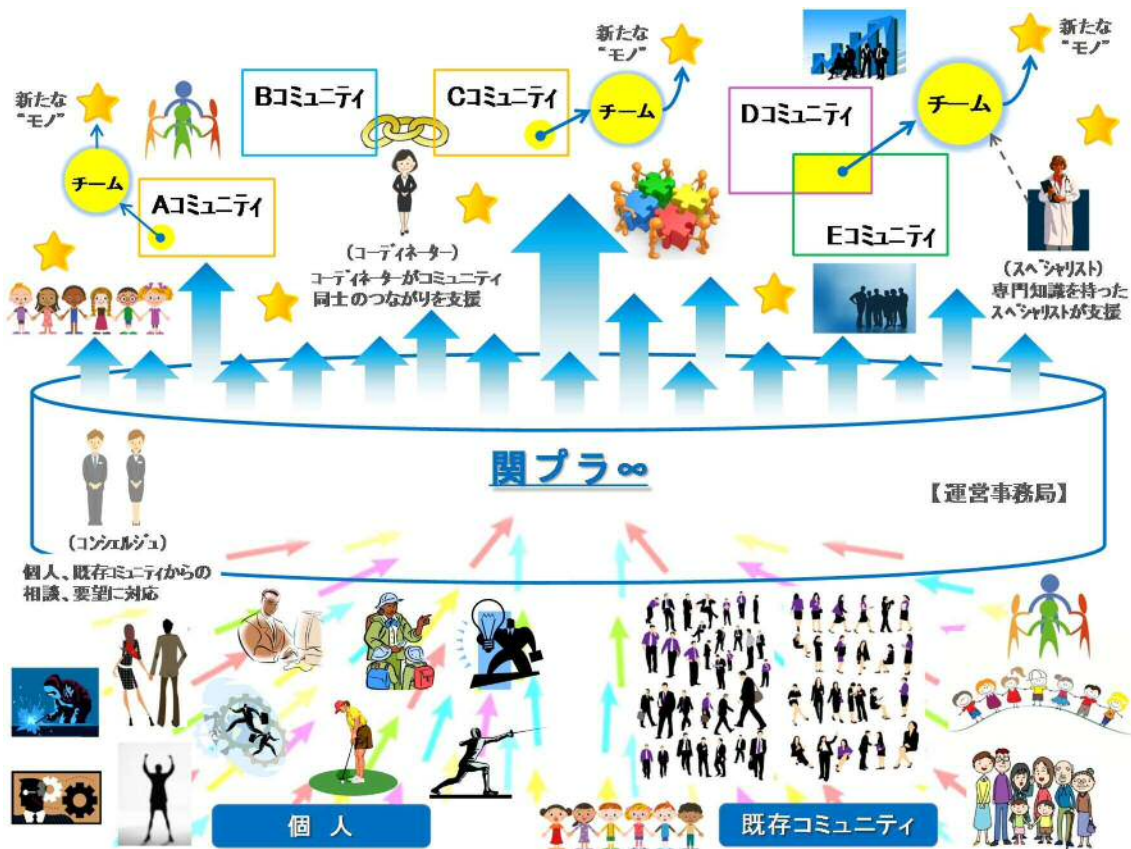 新たな
“モノ”
チーム
Aコミュニティ
Bコミュニティ
Cコミュニティ
チーム
新たな
“モノ”
(コーディネーター)
コーディネーターがコミュニティ
同士のつながりを支援
Dコミュニティ
Eコミュニティ
チーム
新たな
“モノ”
(スペシャリスト)
専門知識を持った
スペシャリストが支援
関プラ∞
【運営事務局】
(コンシェルジュ)
個人、既存コミュニティからの
相談、要望に対応
個 人
既存コミュニティ